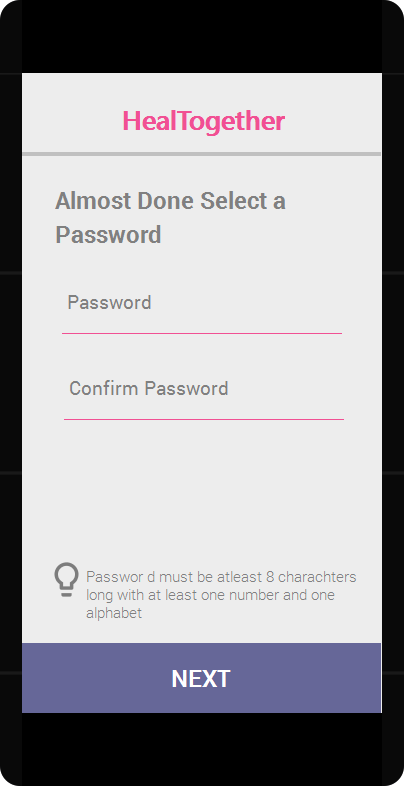 HealTogether
Almost Done Select a
Password
Password
Confirm Password
Passwor d must be atleast 8 charachters
long with at least one number and one
alphabet
NEXT